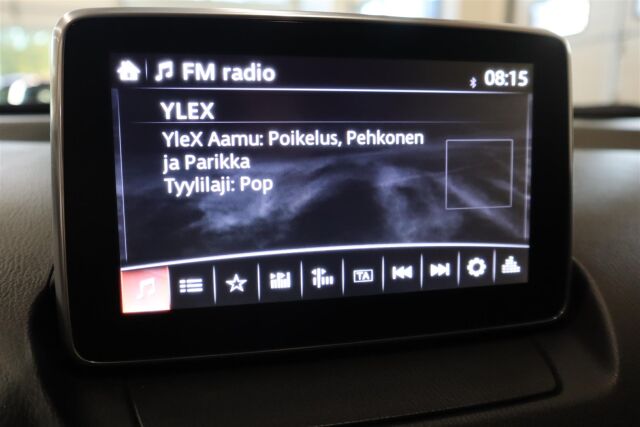 FM radio
08:15
YLEX
YleX Aamu: Poikelus, Pehkonen
ja Parikka
Tyylilaji: Pop
TA